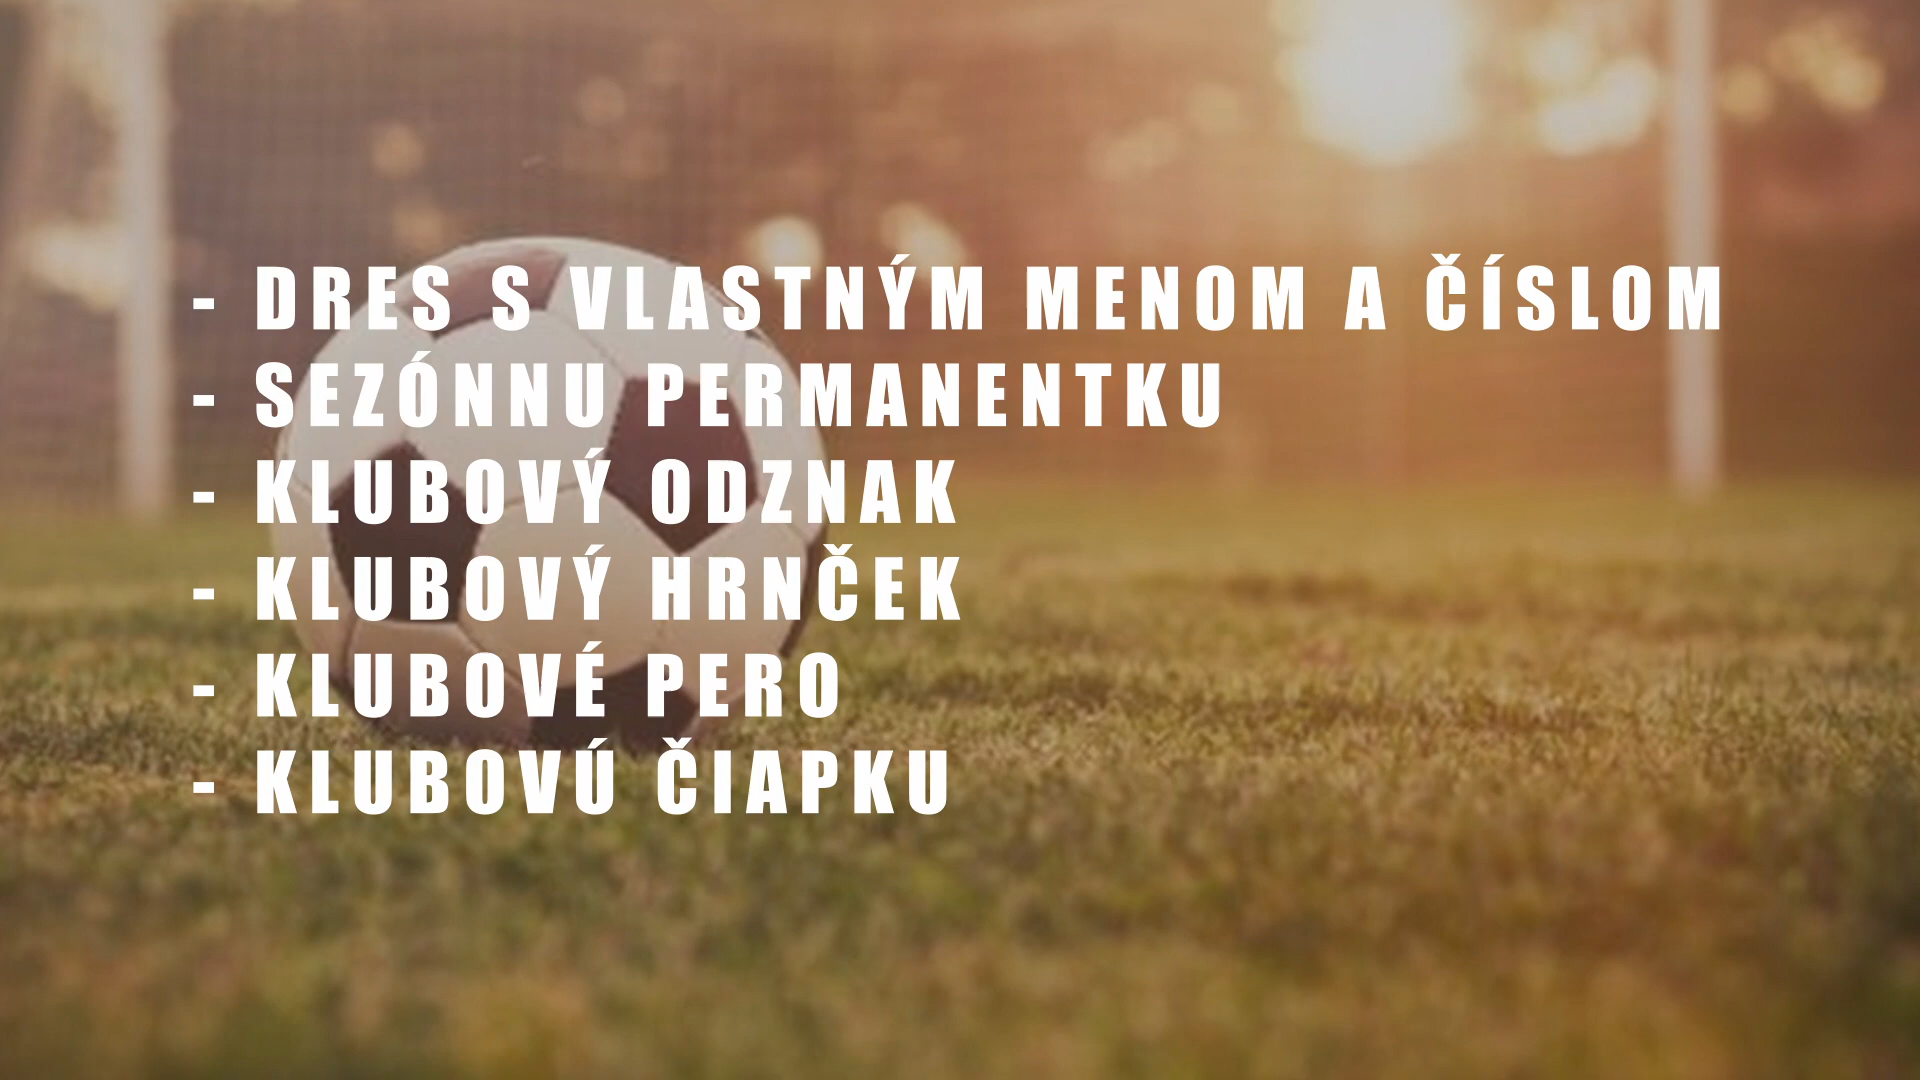 - DRES S VLASTNÝM MENOM A ČÍSLOM
- SEZÓNNU PERMANENTKU
- KLUBOVÝ ODZNAK
- KLUBOVÝ HRNČEK
- KLUBOVÉ PERO
- KLUBOVÚ ČIAPKU